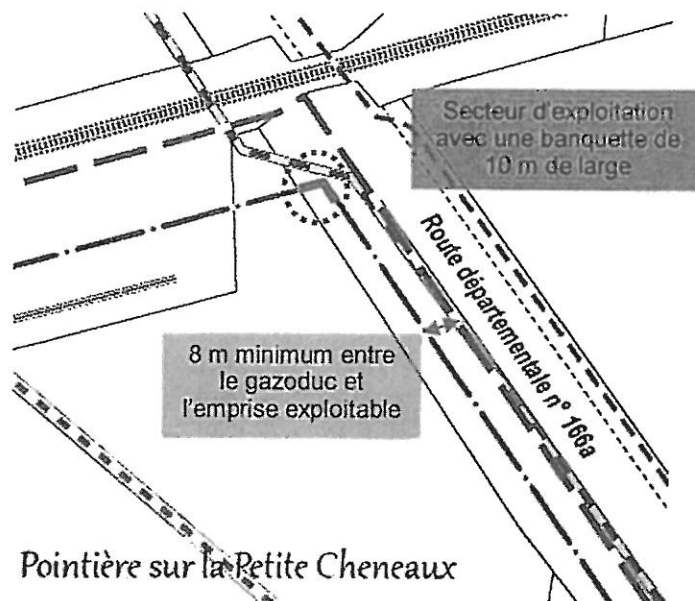 Secteur d'exploitation
avec une banquette de
10 m de large
Route départementale n° 166a
8 m minimum entre
le gazoduc et
l'emprise exploitable
Pointière sur la Petite Cheneaux